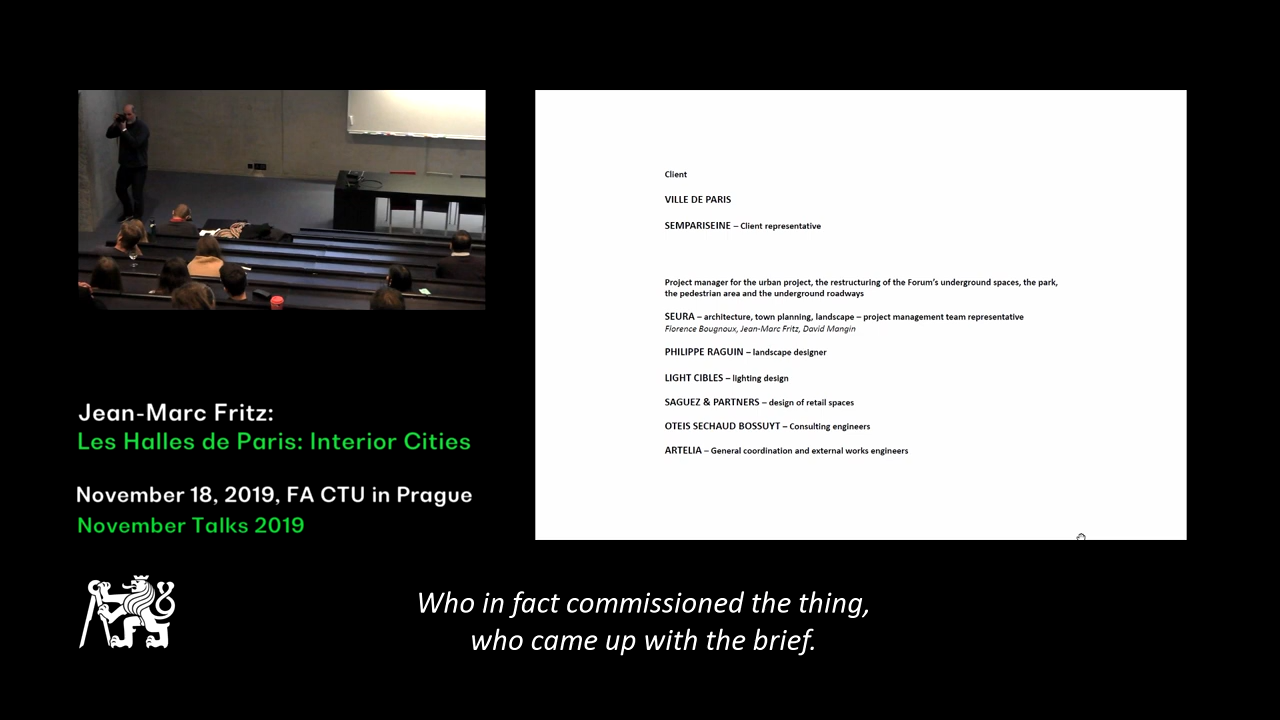 Client
VILLE DE PARIS
SEMPARISEINE – Client representative
Project manager for the urban project, the restructuring of the Forum's underground spaces, the park,
the pedestrian area and the underground roadways
SEURA – architecture, town planning, landscape – project management team representative
Florence Bougnoux, Jean-Marc Fritz, David Mangin
PHILIPPE RAGUIN – landscape designer
LIGHT CIBLES – lighting design
SAGUEZ & PARTNERS – design of retail spaces
OTEIS SECHAUD BOSSUYT – Consulting engineers
ARTELIA – General coordination and external works engineers
Jean-Marc Fritz:
Les Halles de Paris: Interior Cities
November 18, 2019, FA CTU in Prague
November Talks 2019
Who in fact commissioned the thing,
who came up with the brief.